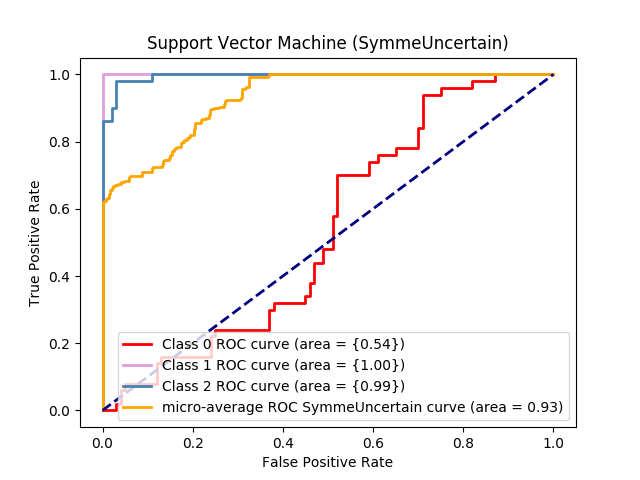 Support Vector Machine (SymmeUncertain)
True Positive Rate
1.0
0.8
0.6
0.4
0.2
0.0
Class 0 ROC curve (area = {0.54})
Class 1 ROC curve (area = {1.00})
Class 2 ROC curve (area = {0.99})
micro-average ROC SymmeUncertain curve (area = 0.93)
0.0 0.2 0.4 0.6 0.8 1.0
False Positive Rate